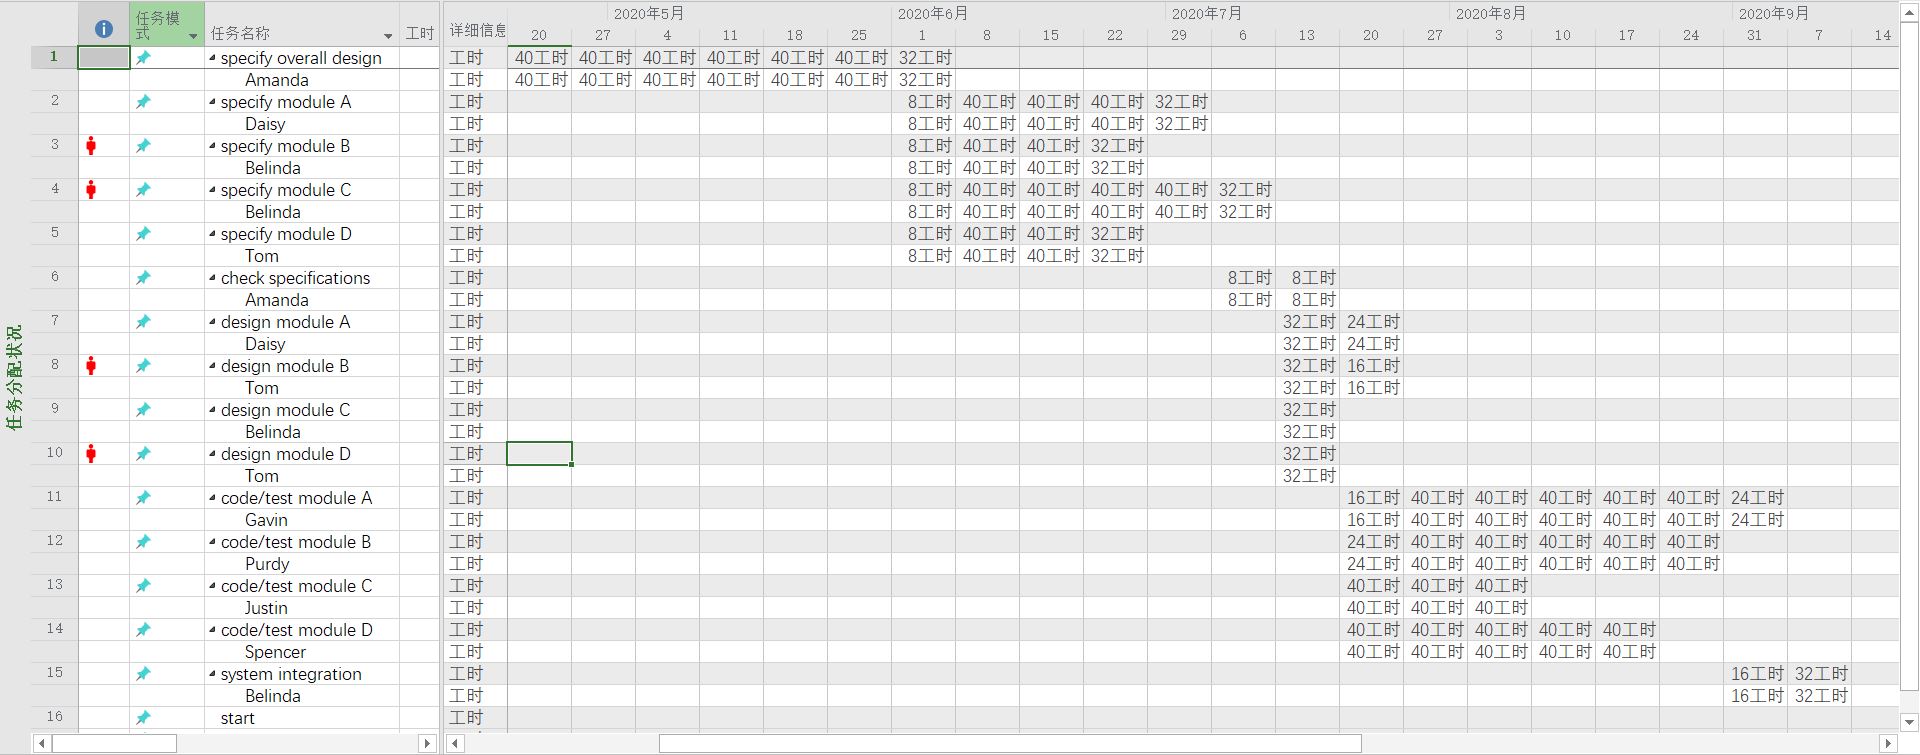 2020年5月 2020年6月 2020年7月 2020年8月 2020年9月
任务模式 任务名称 工时 详细信息 20 27 4 11 18 25 1 8 15 22 29 6 13 20 27 3 10 17 24 31 7 14
1 specify overall design 工时 40工时 40工时 40工时 40工时 40工时 40工时 32工时
Amanda 工时 40工时 40工时 40工时 40工时 40工时 40工时 32工时
2 specify module A 工时 8工时 40工时 40工时 40工时 32工时
Daisy 工时 8工时 40工时 40工时 40工时 32工时
3 specify module B 工时 8工时 40工时 40工时 32工时
Belinda 工时 8工时 40工时 40工时 32工时
4 specify module C 工时 8工时 40工时 40工时 40工时 40工时 32工时
Belinda 工时 8工时 40工时 40工时 40工时 40工时 32工时
5 specify module D 工时 8工时 40工时 40工时 32工时
Tom 工时 8工时 40工时 40工时 32工时
6 check specifications 工时 8工时 8工时
Amanda 工时 8工时 8工时
7 design module A 工时 32工时 24工时
Daisy 工时 32工时 24工时
8 design module B 工时 32工时 16工时
Tom 工时 32工时 16工时
9 design module C 工时 32工时
Belinda 工时 32工时
10 design module D 工时 32工时
Tom 工时 32工时
11 code/test module A 工时 16工时 40工时 40工时 40工时 40工时 40工时 24工时
Gavin 工时 16工时 40工时 40工时 40工时 40工时 40工时 24工时
12 code/test module B 工时 24工时 40工时 40工时 40工时 40工时 40工时
Purdy 工时 24工时 40工时 40工时 40工时 40工时 40工时
13 code/test module C 工时 40工时 40工时 40工时
Justin 工时 40工时 40工时 40工时
14 code/test module D 工时 40工时 40工时 40工时 40工时 40工时
Spencer 工时 40工时 40工时 40工时 40工时 40工时
15 system integration 工时 16工时 32工时
Belinda 工时 16工时 32工时
16 start 工时
任务分配状况